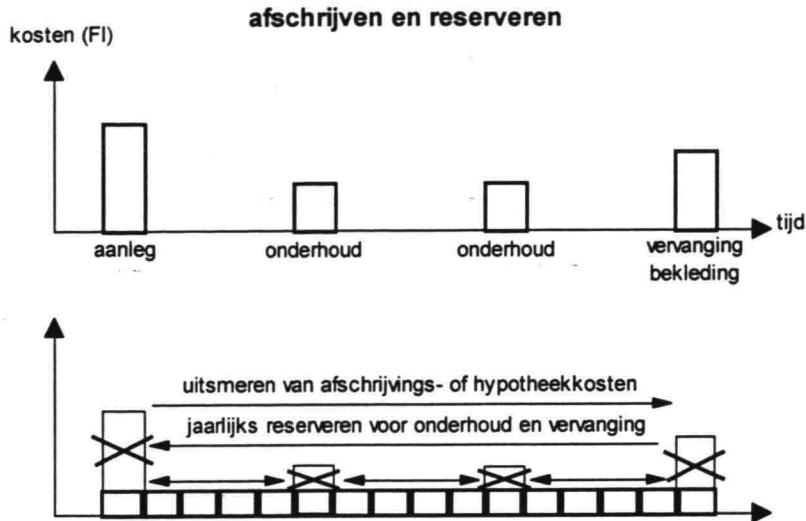 afschrijven en reserveren
kosten (Fl)
tijd
aanleg
onderhoud
onderhoud
vervanging
bekleding
uitsmeren van afschrijvings- of hypotheekkosten
jaarlijks reserveren voor onderhoud en vervanging